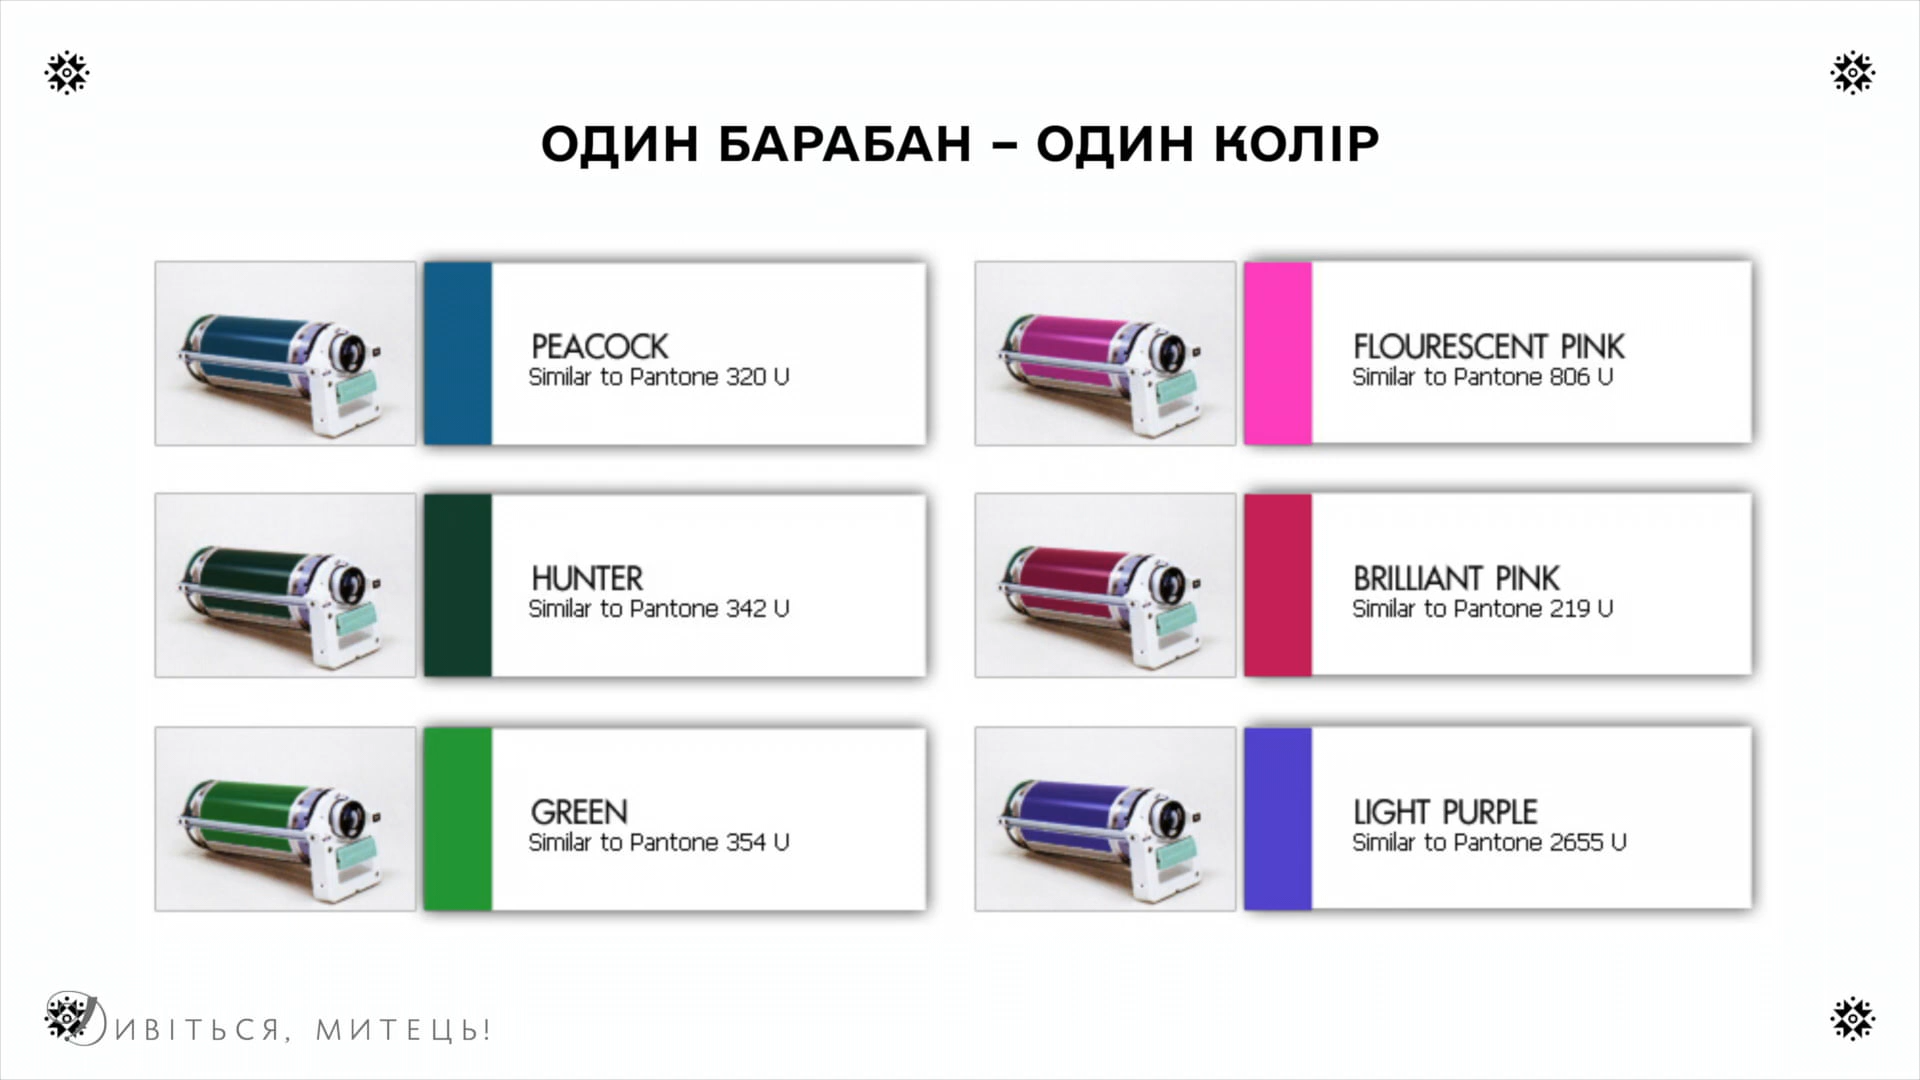 ОДИН БАРАБАН – ОДИН КОЛІР
PEACOCK
Similar to Pantone 320 U
FLOURESCENT PINK
Similar to Pantone 806 U
HUNTER
Similar to Pantone 342 U
BRILLIANT PINK
Similar to Pantone 219 U
GREEN
Similar to Pantone 354 U
LIGHT PURPLE
Similar to Pantone 2655 U
ДИВІТЬСЯ, МИТЕЦЬ!